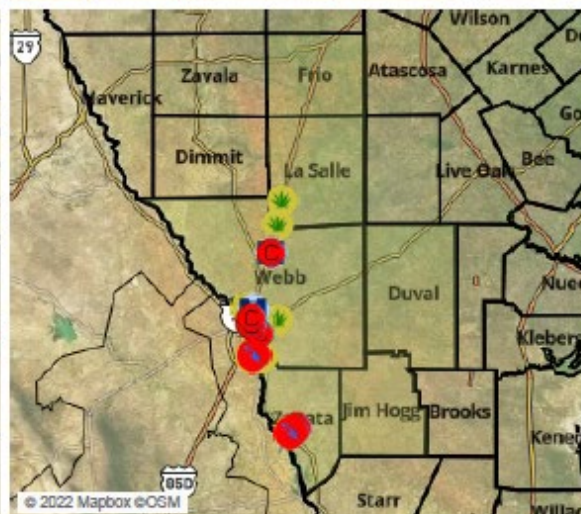 Wilson
29
Zavala
Frio
Atascosa
Karnes
Maverick
Dimmit
La Salle
Live Oak
Bee
C
Webb
Duval
C
Jim Hogg
Brooks
85D
Starr
© 2022 Mapbox ©OSM